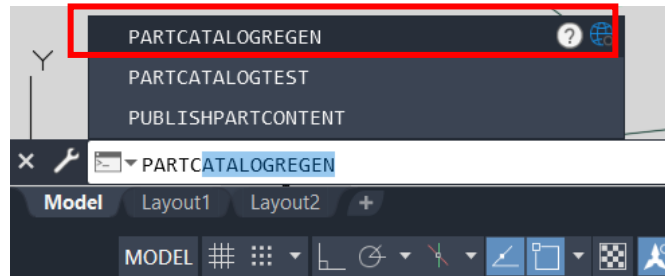 PARTCATALOGREGEN ?
PARTCATALOGTEST
PUBLISHPARTCONTENT
Y
PARTCATALOGREGEN
Model Layout1 Layout2 +
MODEL